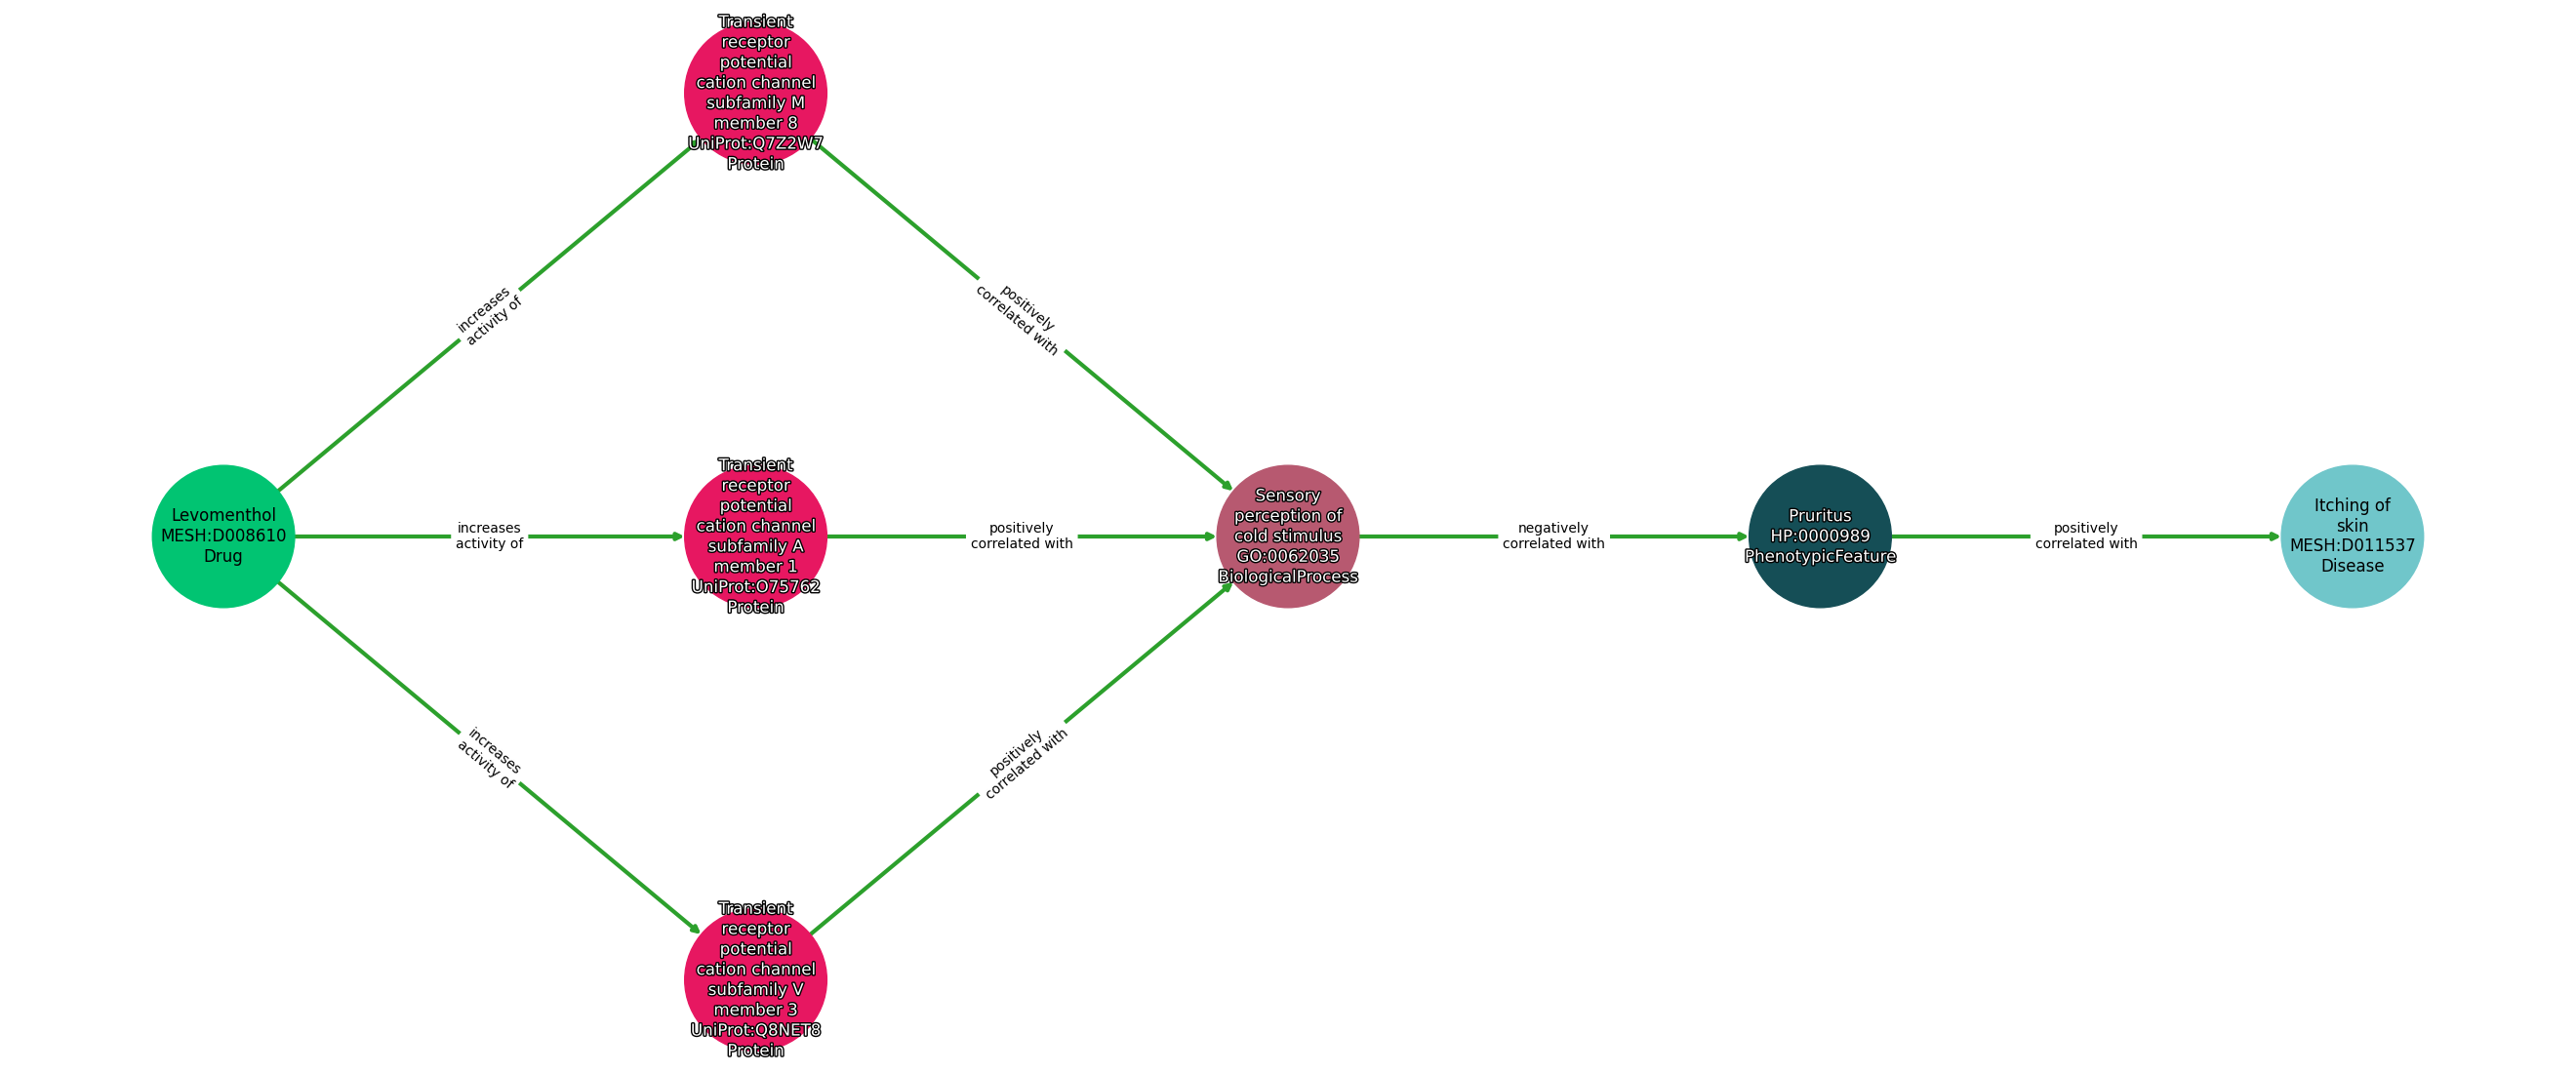 Transient
receptor
potential
cation channel
subfamily M
member 8
UniProt:Q7Z2W7
Protein
increases
activity of
positively
correlated with
Levomenthol
MESH:D008610
Drug
increases
activity of
Transient
receptor
potential
cation channel
subfamily A
member 1
UniProt:O75762
Protein
positively
correlated with
Sensory
perception of
cold stimulus
GO:0062035
BiologicalProcess
negatively
correlated with
Pruritus
HP:0000989
PhenotypicFeature
positively
correlated with
Itching of
skin
MESH:D011537
Disease
increases
activity of
positively
correlated with
Transient
receptor
potential
cation channel
subfamily V
member 3
UniProt:Q8NET8
Protein